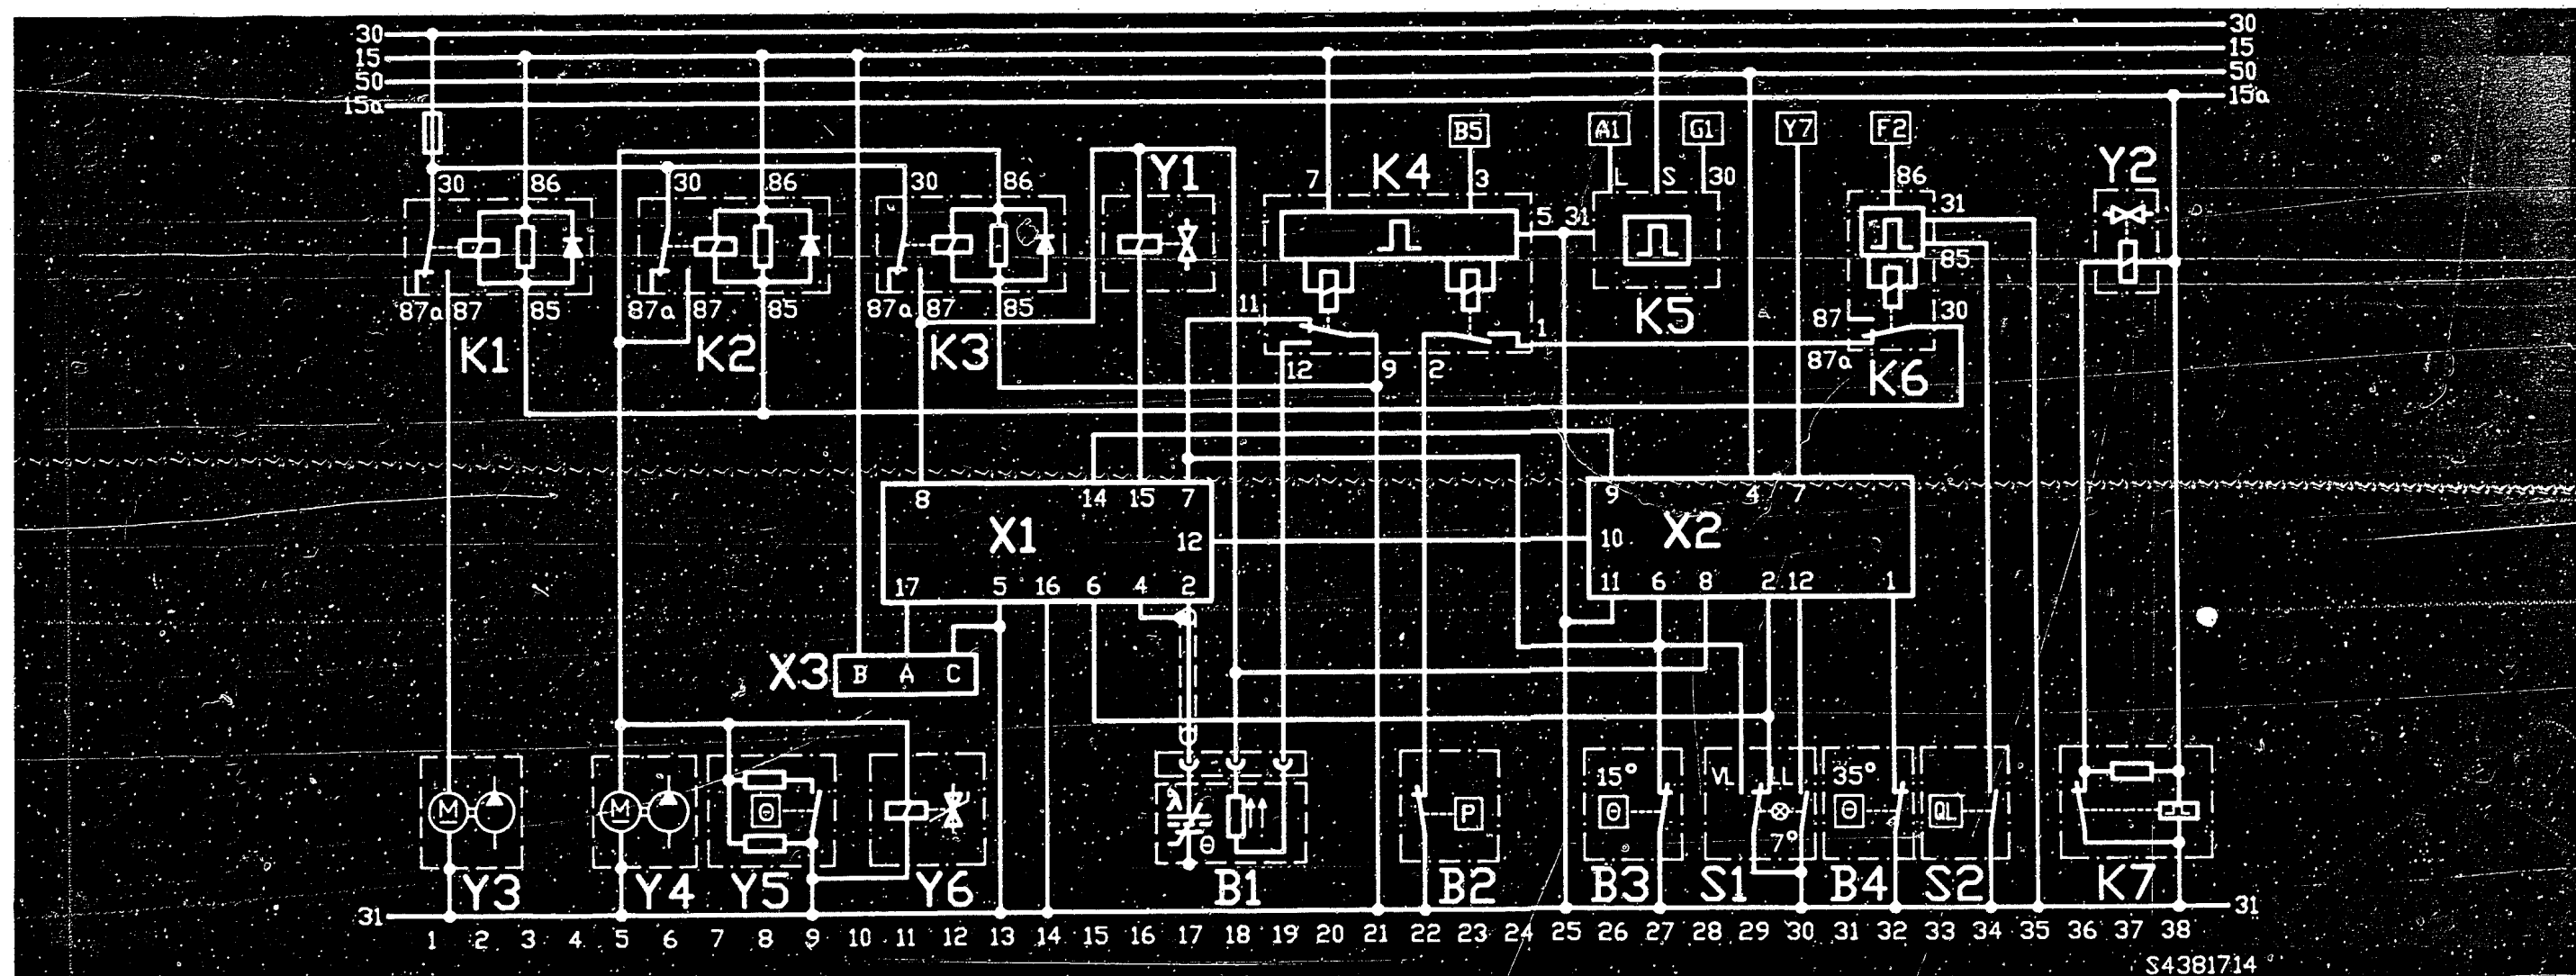 30 30
15 15
50 50
15a 15a
B5 A1 G1 Y7 F2
30 86 30 86 30 86 Y1 7 K4 3 L S 30 86 Y2
5 31 31
85
87a 87 85 87a 87 85 87a 87 85 11 1 K5 87 30
K1 K2 K3 12 2 9 87a K6
8 14 15 7 9 4 7
X1 12 10 X2
17 5 16 6 4 2 11 6 8 2 12 1
X3 B A C
15° VL LL 35°
M M Θ λ Θ P Θ Θ QL
7°
Y3 Y4 Y5 Y6 B1 B2 B3 S1 B4 S2 K7
31 31
1 2 3 4 5 6 7 8 9 10 11 12 13 14 15 16 17 18 19 20 21 22 23 24 25 26 27 28 29 30 31 32 33 34 35 36 37 38
S4381714